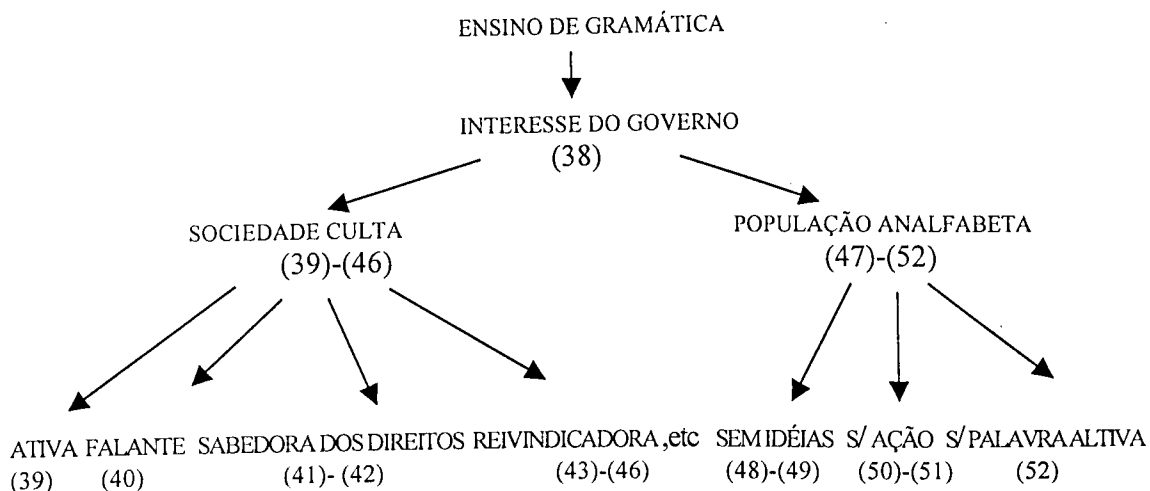 ENSINO DE GRAMÁTICA
INTERESSE DO GOVERNO
(38)
SOCIEDADE CULTA
(39)-(46)
POPULAÇÃO ANALFABETA
(47)-(52)
ATIVA FALANTE SABEDORA DOS DIREITOS REIVINDICADORA ,etc SEM IDÉIAS S/ AÇÃO S/ PALAVRA ALTIVA
(39) (40) (41)- (42) (43)-(46) (48)-(49) (50)-(51) (52)